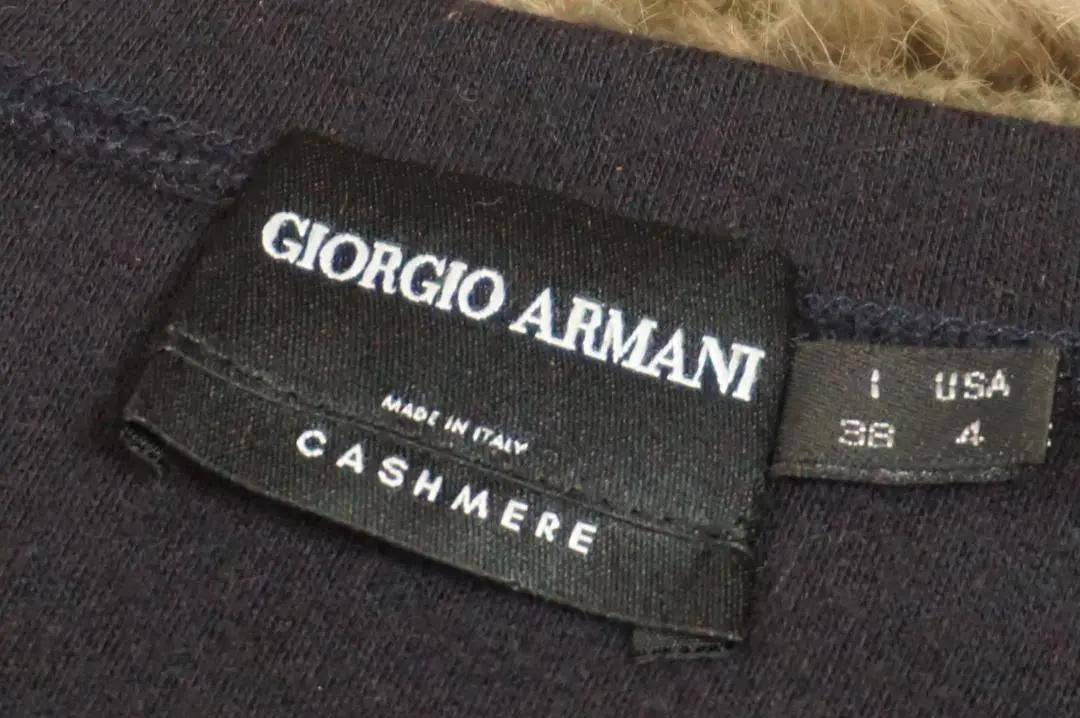 GIORGIO ARMANI
MADE IN ITALY
CASHMERE
I USA
38 4